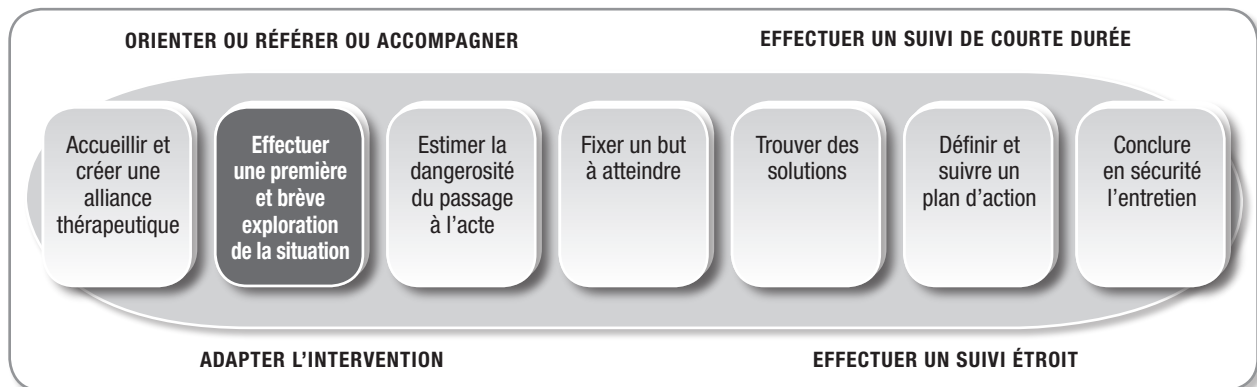 ORIENTER OU RÉFÉRER OU ACCOMPAGNER
EFFECTUER UN SUIVI DE COURTE DURÉE
Accueillir et
créer une
alliance
thérapeutique
Effectuer
une première
et brève
exploration
de la situation
Estimer la
dangerosité
du passage
à l’acte
Fixer un but
à atteindre
Trouver des
solutions
Définir et
suivre un
plan d’action
Conclure
en sécurité
l’entretien
ADAPTER L’INTERVENTION
EFFECTUER UN SUIVI ÉTROIT